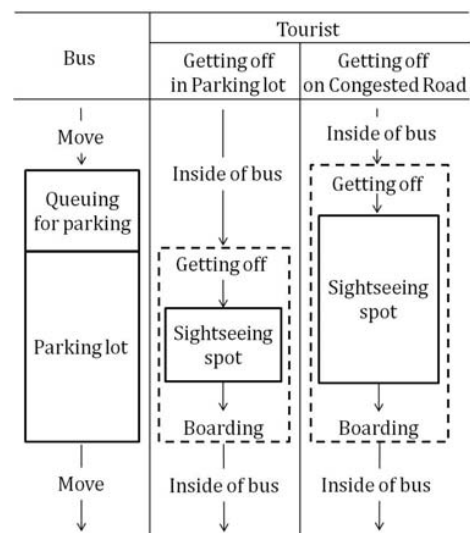 Bus
Tourist
Getting off
in Parking lot
Getting off
on Congested Road
Move
Queuing
for parking
Parking lot
Move
Inside of bus
Getting off
Sightseeing
spot
Boarding
Inside of bus
Inside of bus
Getting off
Sightseeing
spot
Boarding
Inside of bus